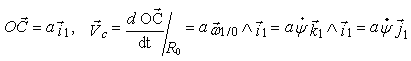 OC⃗ = a i⃗₁, V⃗c = d OC⃗ / dt /R₀ = a ω⃗₁/₀ ∧ i⃗₁ = a ψ̇ k⃗₁ ∧ i⃗₁ = a ψ̇ j⃗₁